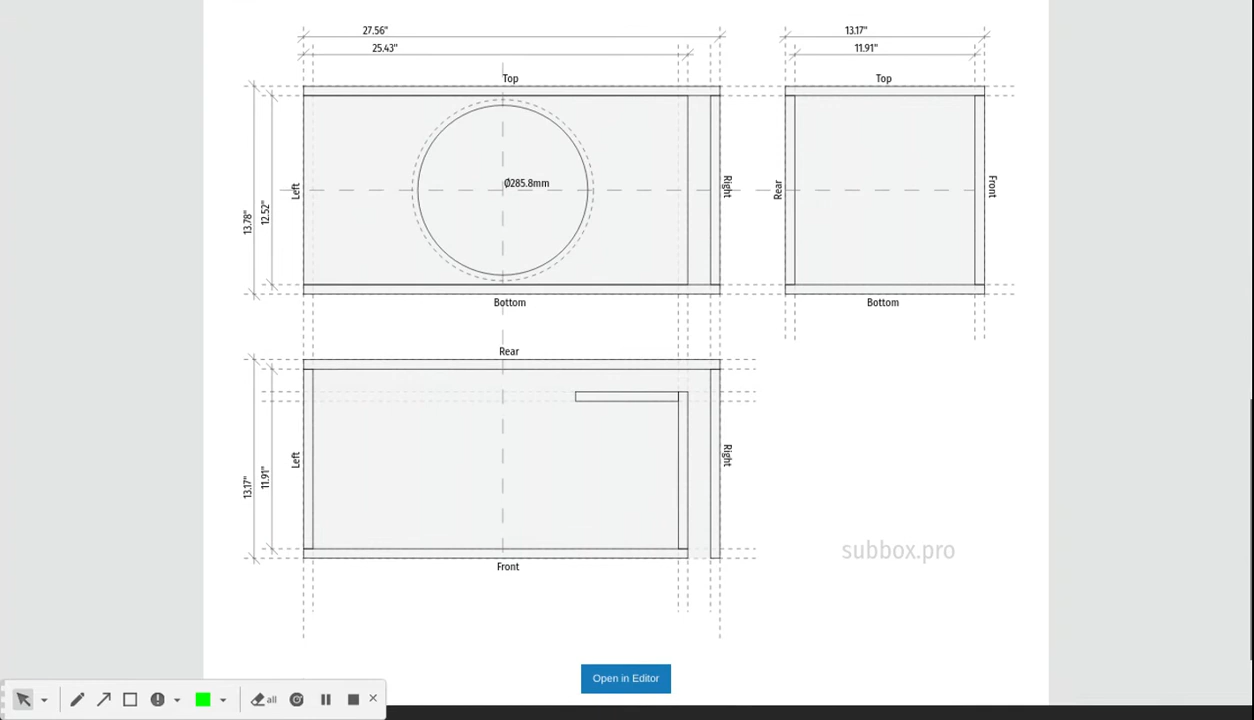 27.56" 13.17"
25.43" 11.91"
Top Top
Left Ø285.8mm Right Rear Front
13.78" 12.52"
Bottom Bottom
Rear
Left Right
13.17" 11.91"
subbox.pro
Front
Open in Editor
all